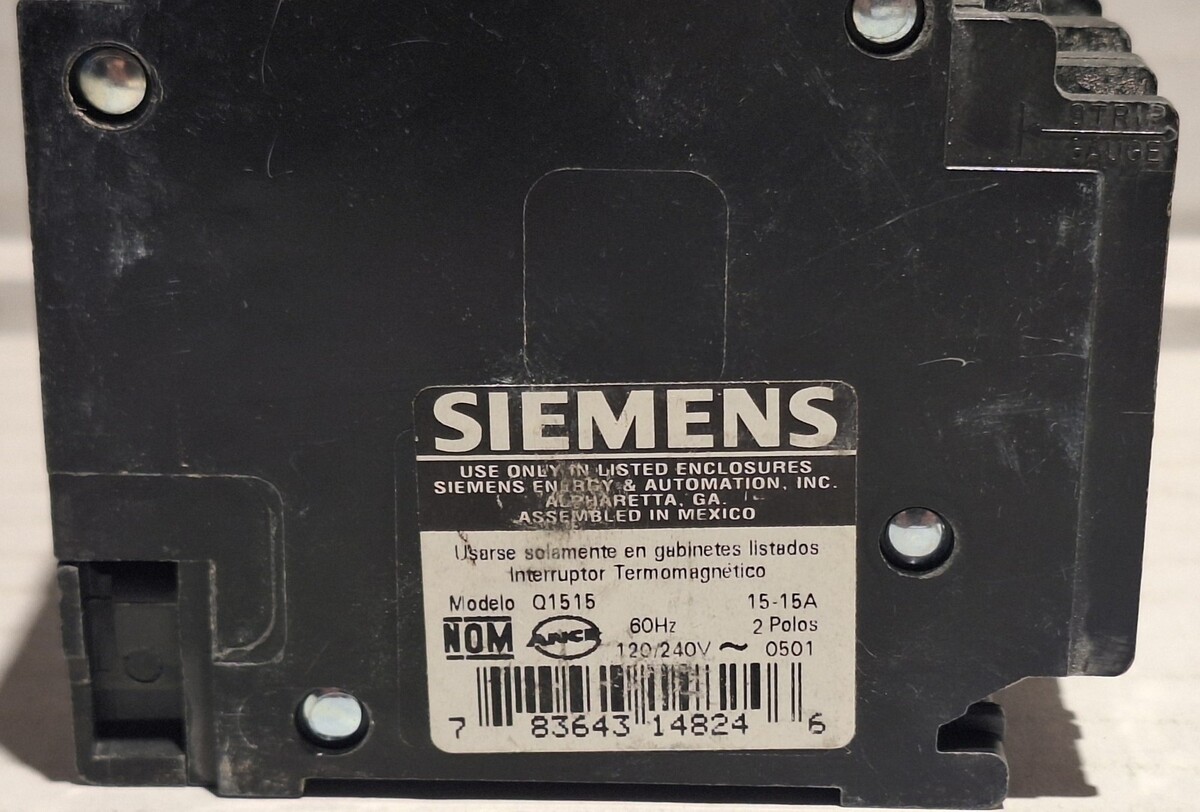 STRIP
GAUGE
SIEMENS
USE ONLY IN LISTED ENCLOSURES
SIEMENS ENERGY & AUTOMATION, INC.
ALPHARETTA, GA.
ASSEMBLED IN MEXICO
Usarse solamente en gabinetes listados
Interruptor Termomagnético
Modelo Q1515 15-15A
NOM ANCE 60Hz 2 Polos
120/240V ~ 0501
7 83643 14824 6